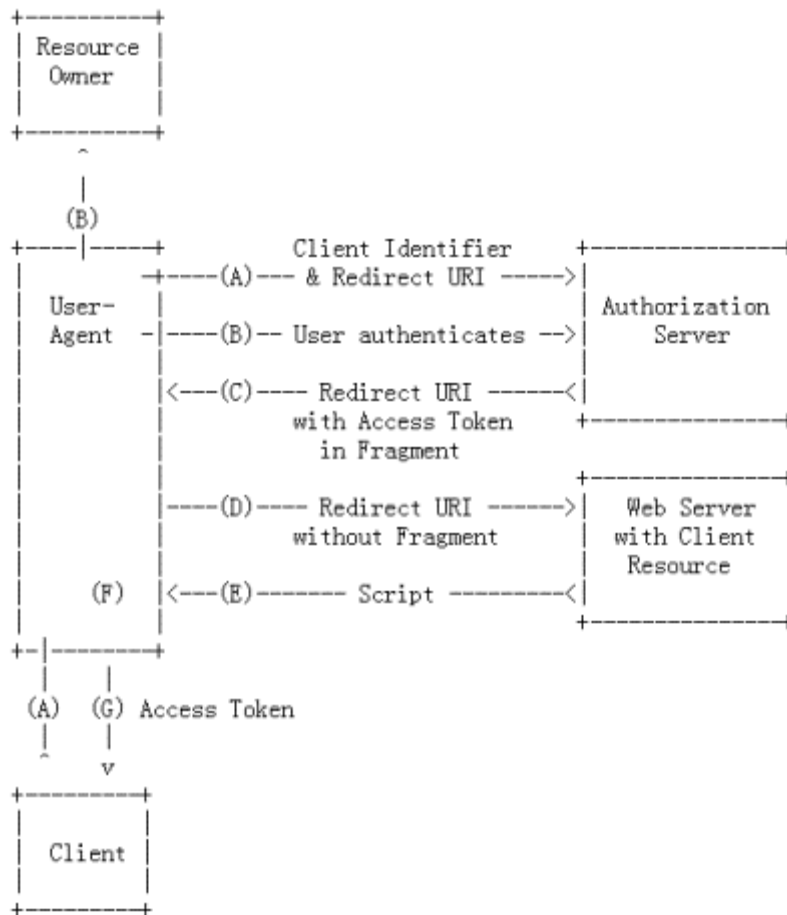 Resource
Owner
(B)
Client Identifier
(A) & Redirect URI
User-
Agent
(B) User authenticates
Authorization
Server
(C) Redirect URI
with Access Token
in Fragment
(D) Redirect URI
without Fragment
Web Server
with Client
Resource
(F)
(E) Script
(A) (G) Access Token
v
Client